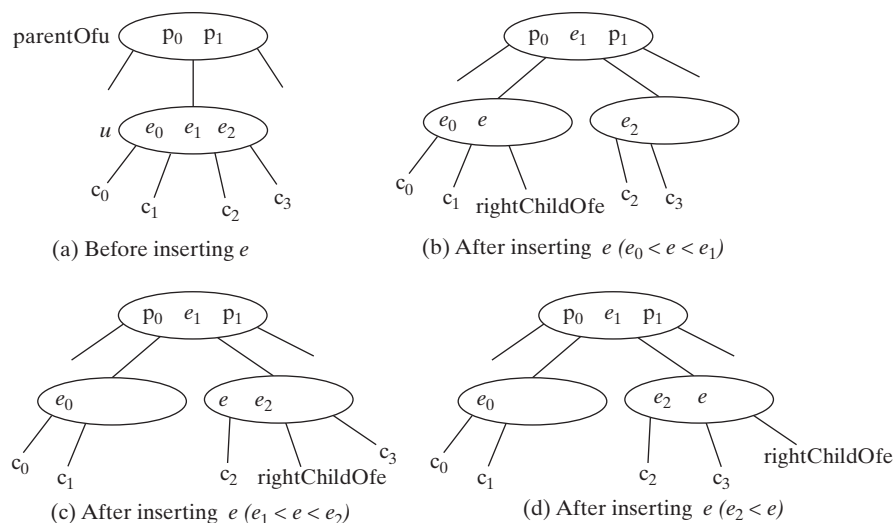 parentOfu p₀ p₁
u e₀ e₁ e₂
c₀ c₁ c₂ c₃
(a) Before inserting e
p₀ e₁ p₁
e₀ e e₂
c₀ c₁ rightChildOfe c₂ c₃
(b) After inserting e (e₀ < e < e₁)
p₀ e₁ p₁
e₀ e e₂
c₀ c₁ c₂ rightChildOfe c₃
(c) After inserting e (e₁ < e < e₂)
p₀ e₁ p₁
e₀ e₂ e
c₀ c₁ c₂ c₃ rightChildOfe
(d) After inserting e (e₂ < e)